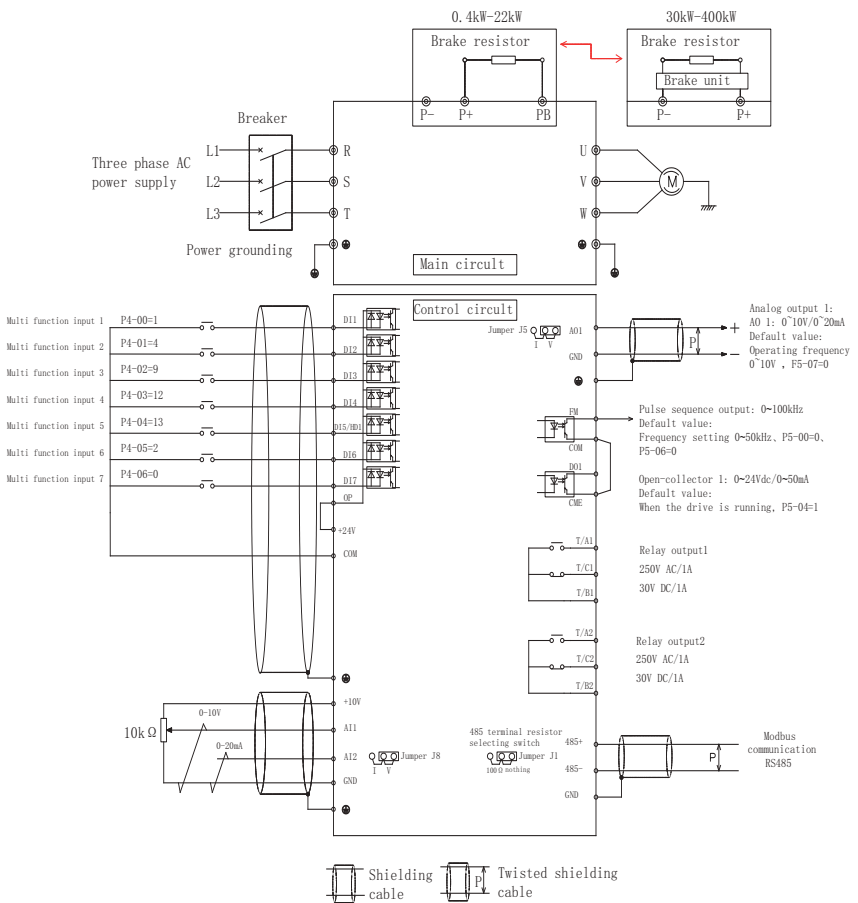 0.4kW-22kW
30kW-400kW
Brake resistor
Brake resistor
Brake unit
P-
P+
PB
P-
P+
Breaker
Three phase AC
power supply
L1
L2
L3
R
S
T
U
V
W
M
Power grounding
Main circuit
Control circuit
Multi function input 1
P4-00=1
DI1
Multi function input 2
P4-01=4
DI2
Multi function input 3
P4-02=9
DI3
Multi function input 4
P4-03=12
DI4
Multi function input 5
P4-04=13
DI5/HDI
Multi function input 6
P4-05=2
DI6
Multi function input 7
P4-06=0
DI7
OP
+24V
COM
Jumper J5
I V
AO1
GND
P
+
−
Analog output 1:
AO 1: 0~10V/0~20mA
Default value:
Operating frequency
0~10V , F5-07=0
FM
COM
Pulse sequence output: 0~100kHz
Default value:
Frequency setting 0~50kHz、P5-00=0、
P5-06=0
DO1
CME
Open-collector 1: 0~24Vdc/0~50mA
Default value:
When the drive is running, P5-04=1
T/A1
T/C1
T/B1
Relay output1
250V AC/1A
30V DC/1A
T/A2
T/C2
T/B2
Relay output2
250V AC/1A
30V DC/1A
+10V
AI1
AI2
GND
10k Ω
0-10V
0-20mA
Jumper J8
I V
485 terminal resistor
selecting switch
Jumper J1
100 Ω nothing
485+
485-
GND
P
Modbus
communication
RS485
Shielding
cable
P
Twisted shielding
cable